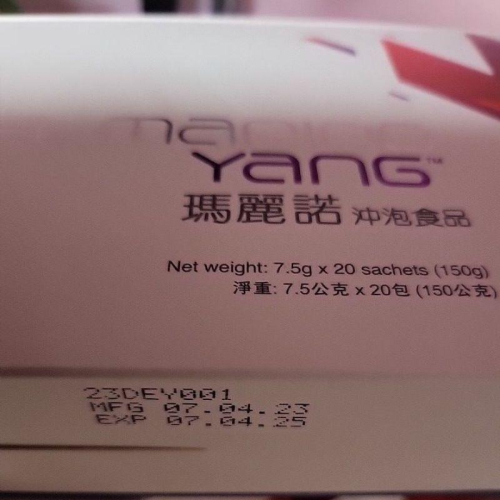 YANG™
瑪麗諾 沖泡食品
Net weight: 7.5g x 20 sachets (150g)
淨重: 7.5公克 x 20包 (150公克)
23DEY001
MFG 07.04.23
EXP 07.04.25